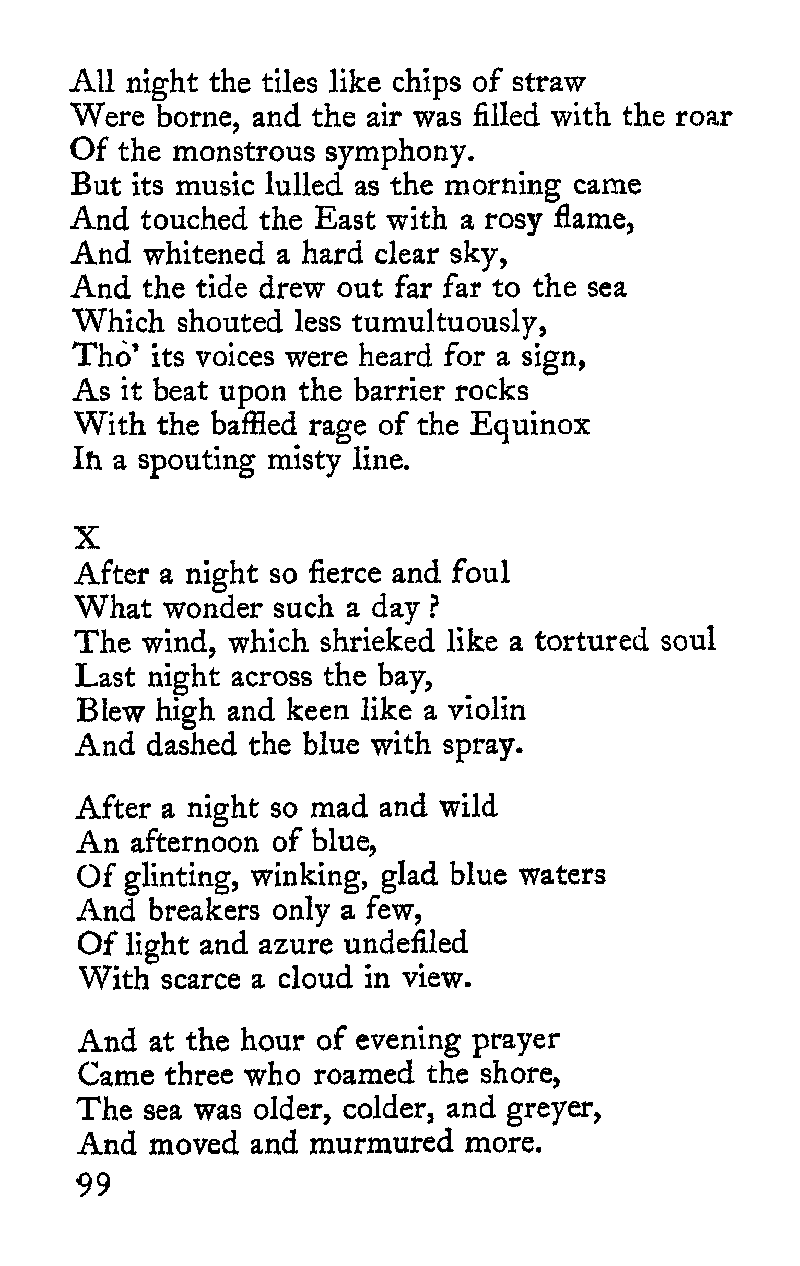 All night the tiles like chips of straw
Were borne, and the air was filled with the roar
Of the monstrous symphony.
But its music lulled as the morning came
And touched the East with a rosy flame,
And whitened a hard clear sky,
And the tide drew out far far to the sea
Which shouted less tumultuously,
Tho' its voices were heard for a sign,
As it beat upon the barrier rocks
With the baffled rage of the Equinox
In a spouting misty line.

X
After a night so fierce and foul
What wonder such a day ?
The wind, which shrieked like a tortured soul
Last night across the bay,
Blew high and keen like a violin
And dashed the blue with spray.

After a night so mad and wild
An afternoon of blue,
Of glinting, winking, glad blue waters
And breakers only a few,
Of light and azure undefiled
With scarce a cloud in view.

And at the hour of evening prayer
Came three who roamed the shore,
The sea was older, colder, and greyer,
And moved and murmured more.
99